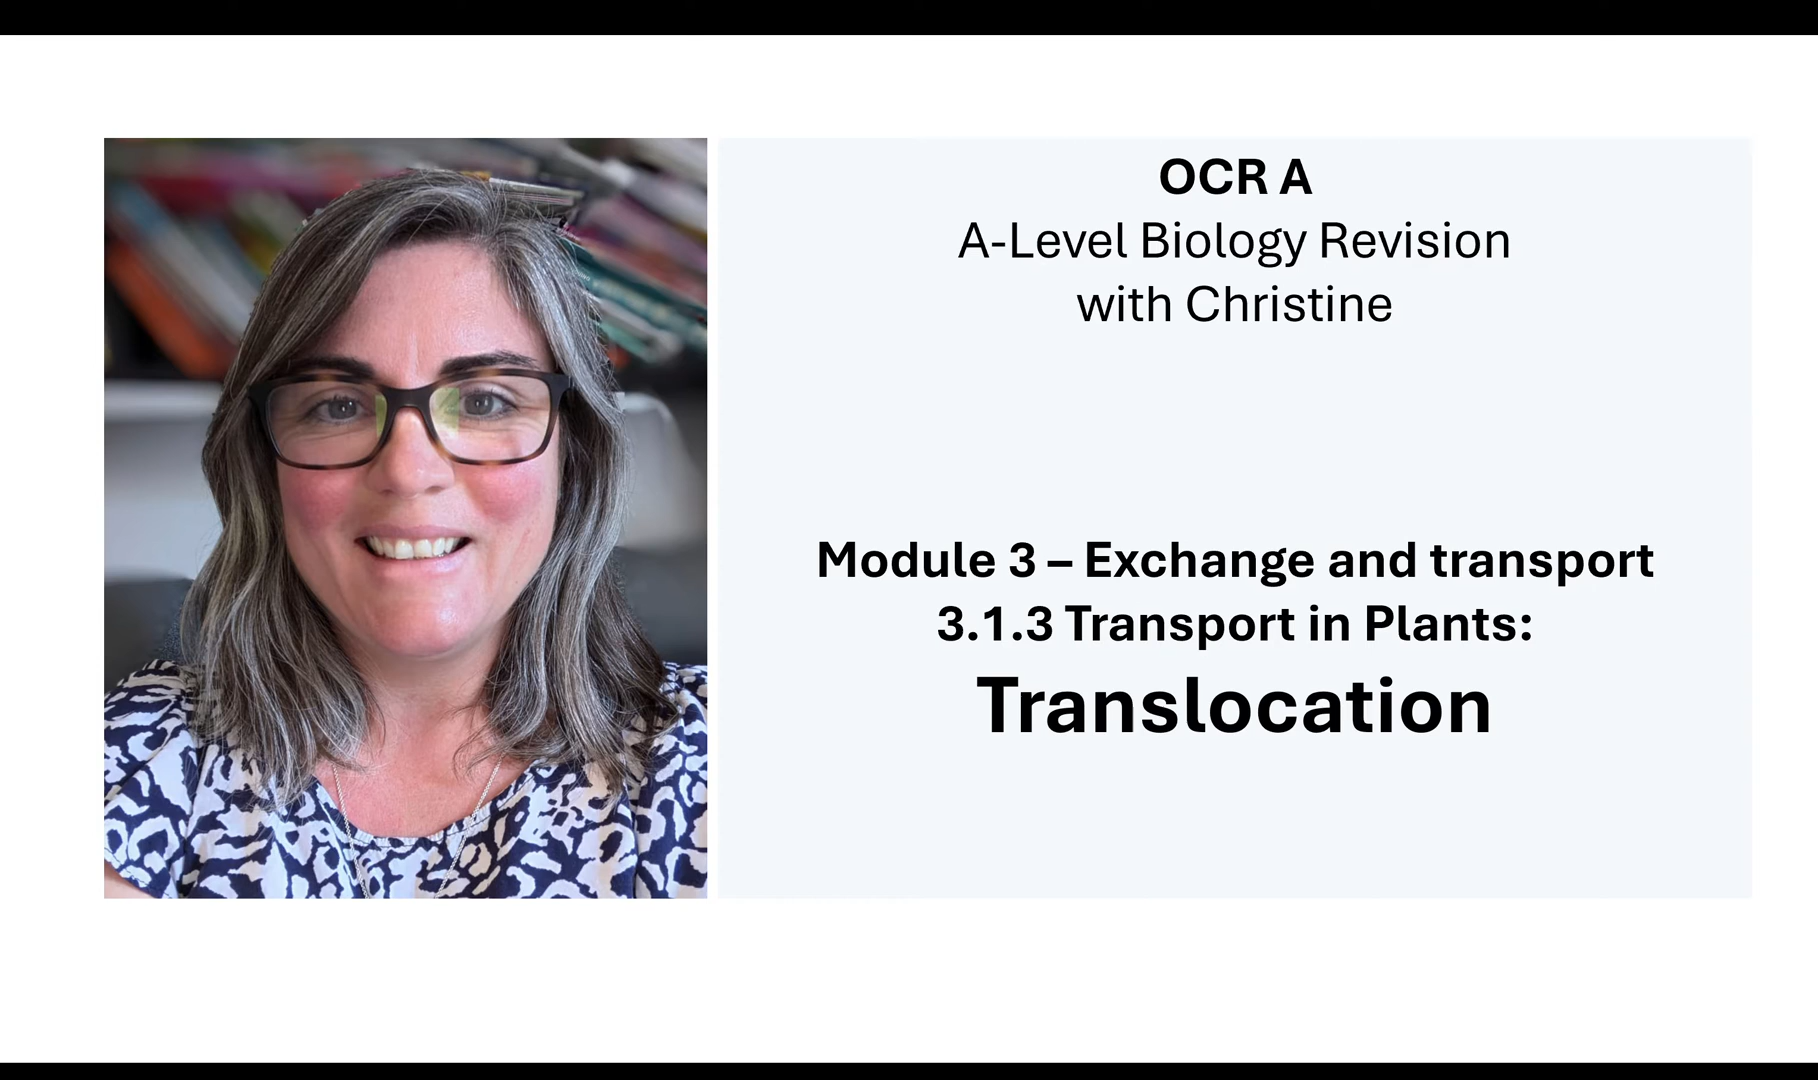 OCR A
A-Level Biology Revision
with Christine
Module 3 – Exchange and transport
3.1.3 Transport in Plants:
Translocation